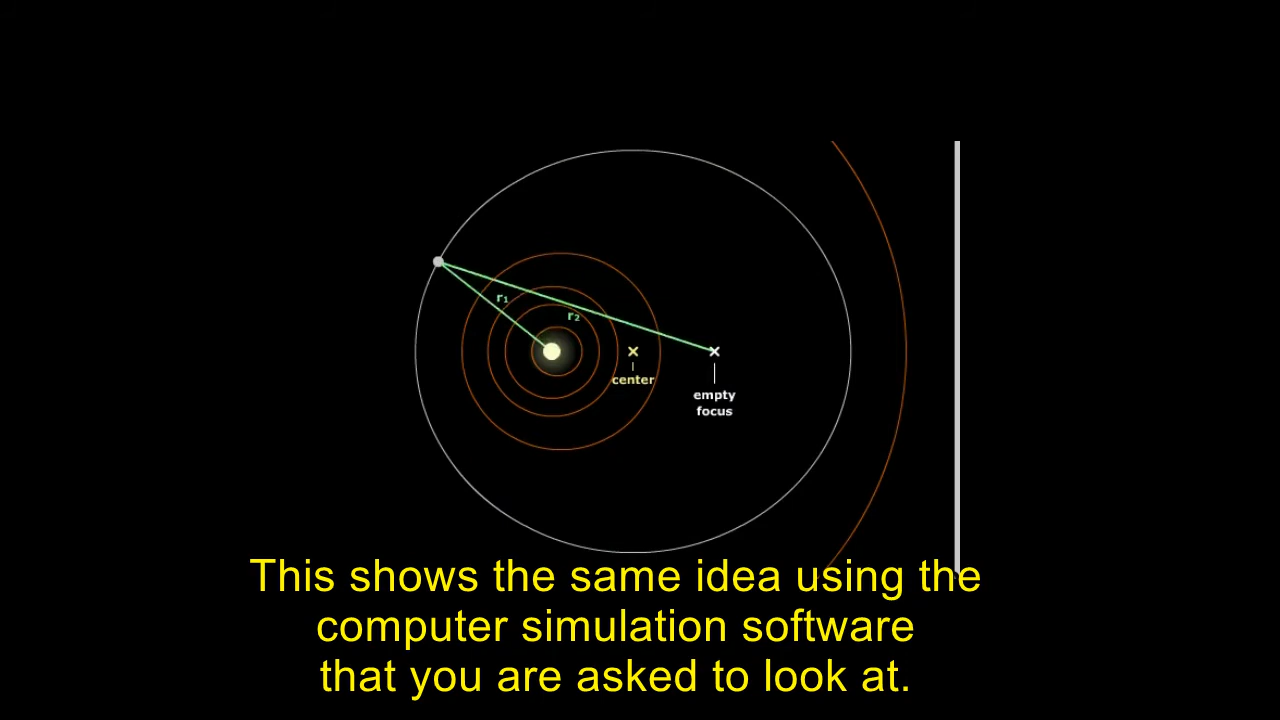 r₁
r₂
center
empty
focus
This shows the same idea using the
computer simulation software
that you are asked to look at.